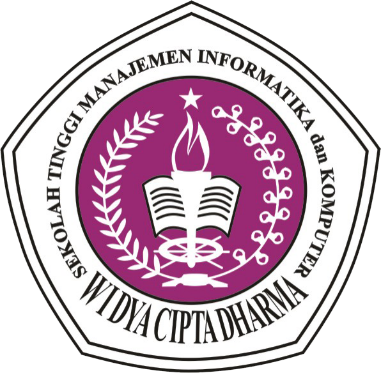 SEKOLAH TINGGI MANAJEMEN INFORMATIKA dan KOMPUTER
WIDYA CIPTA DHARMA